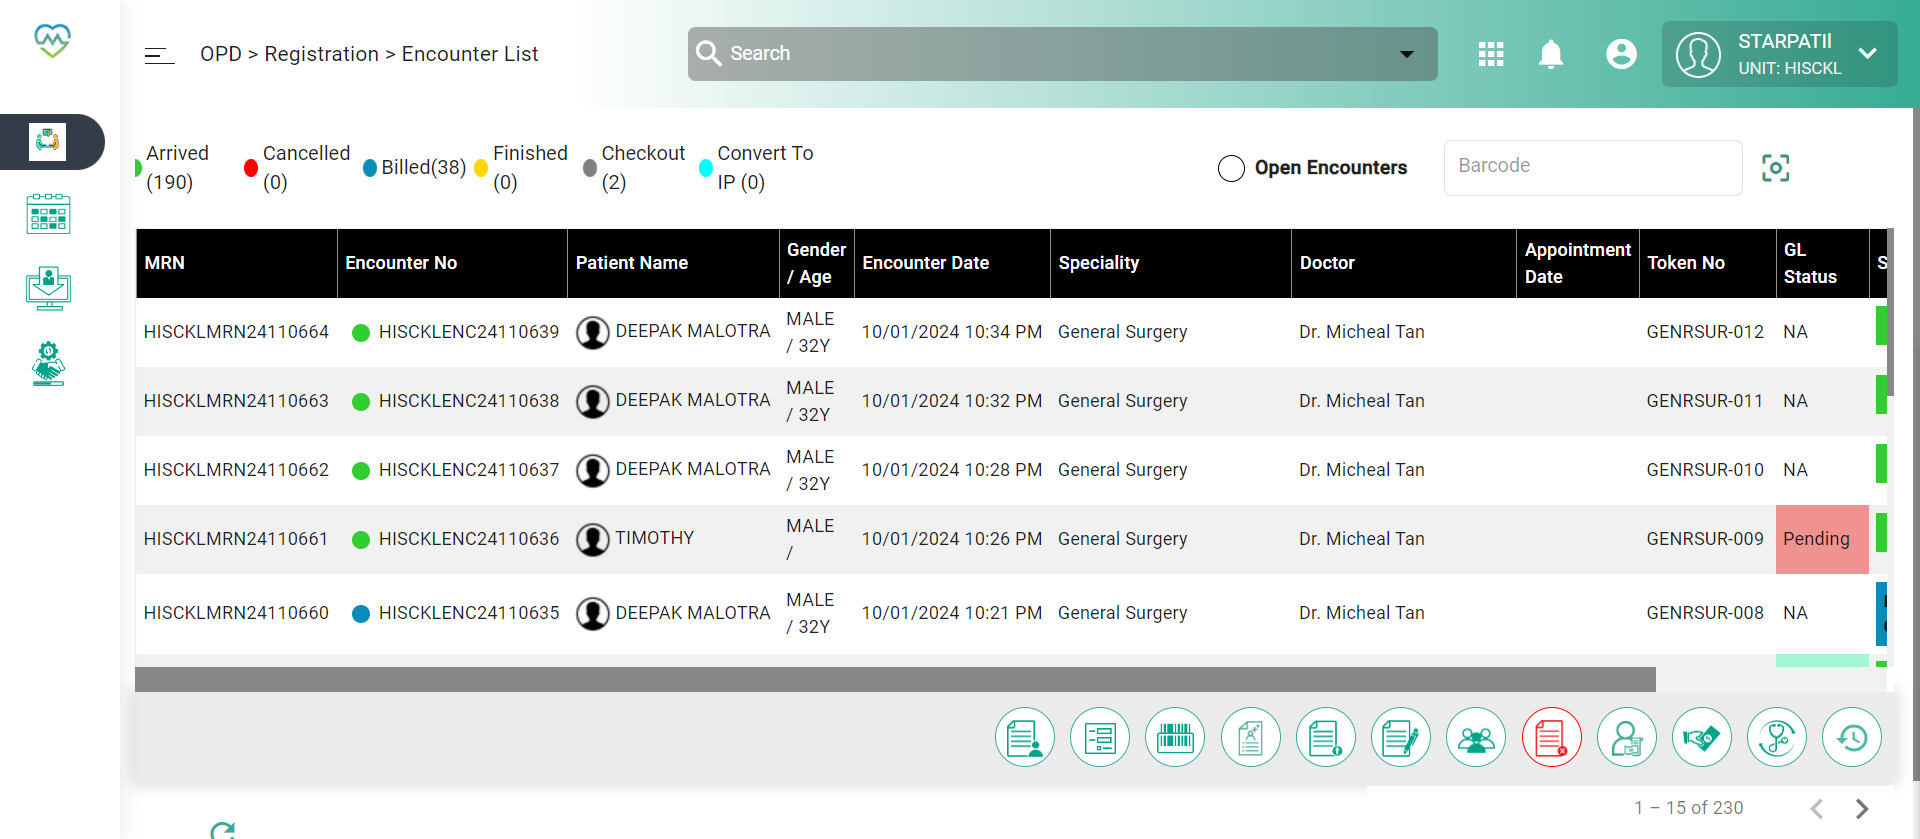 OPD > Registration > Encounter List
Search
STARPATII
UNIT: HISCKL
Arrived
(190)
Cancelled
(0)
Billed(38)
Finished
(0)
Checkout
(2)
Convert To
IP (0)
Open Encounters
Barcode
MRN Encounter No Patient Name Gender / Age Encounter Date Speciality Doctor Appointment Date Token No GL Status S
HISCKLMRN24110664 HISCKLENC24110639 DEEPAK MALOTRA MALE / 32Y 10/01/2024 10:34 PM General Surgery Dr. Micheal Tan GENRSUR-012 NA
HISCKLMRN24110663 HISCKLENC24110638 DEEPAK MALOTRA MALE / 32Y 10/01/2024 10:32 PM General Surgery Dr. Micheal Tan GENRSUR-011 NA
HISCKLMRN24110662 HISCKLENC24110637 DEEPAK MALOTRA MALE / 32Y 10/01/2024 10:28 PM General Surgery Dr. Micheal Tan GENRSUR-010 NA
HISCKLMRN24110661 HISCKLENC24110636 TIMOTHY MALE / 10/01/2024 10:26 PM General Surgery Dr. Micheal Tan GENRSUR-009 Pending
HISCKLMRN24110660 HISCKLENC24110635 DEEPAK MALOTRA MALE / 32Y 10/01/2024 10:21 PM General Surgery Dr. Micheal Tan GENRSUR-008 NA
1 – 15 of 230